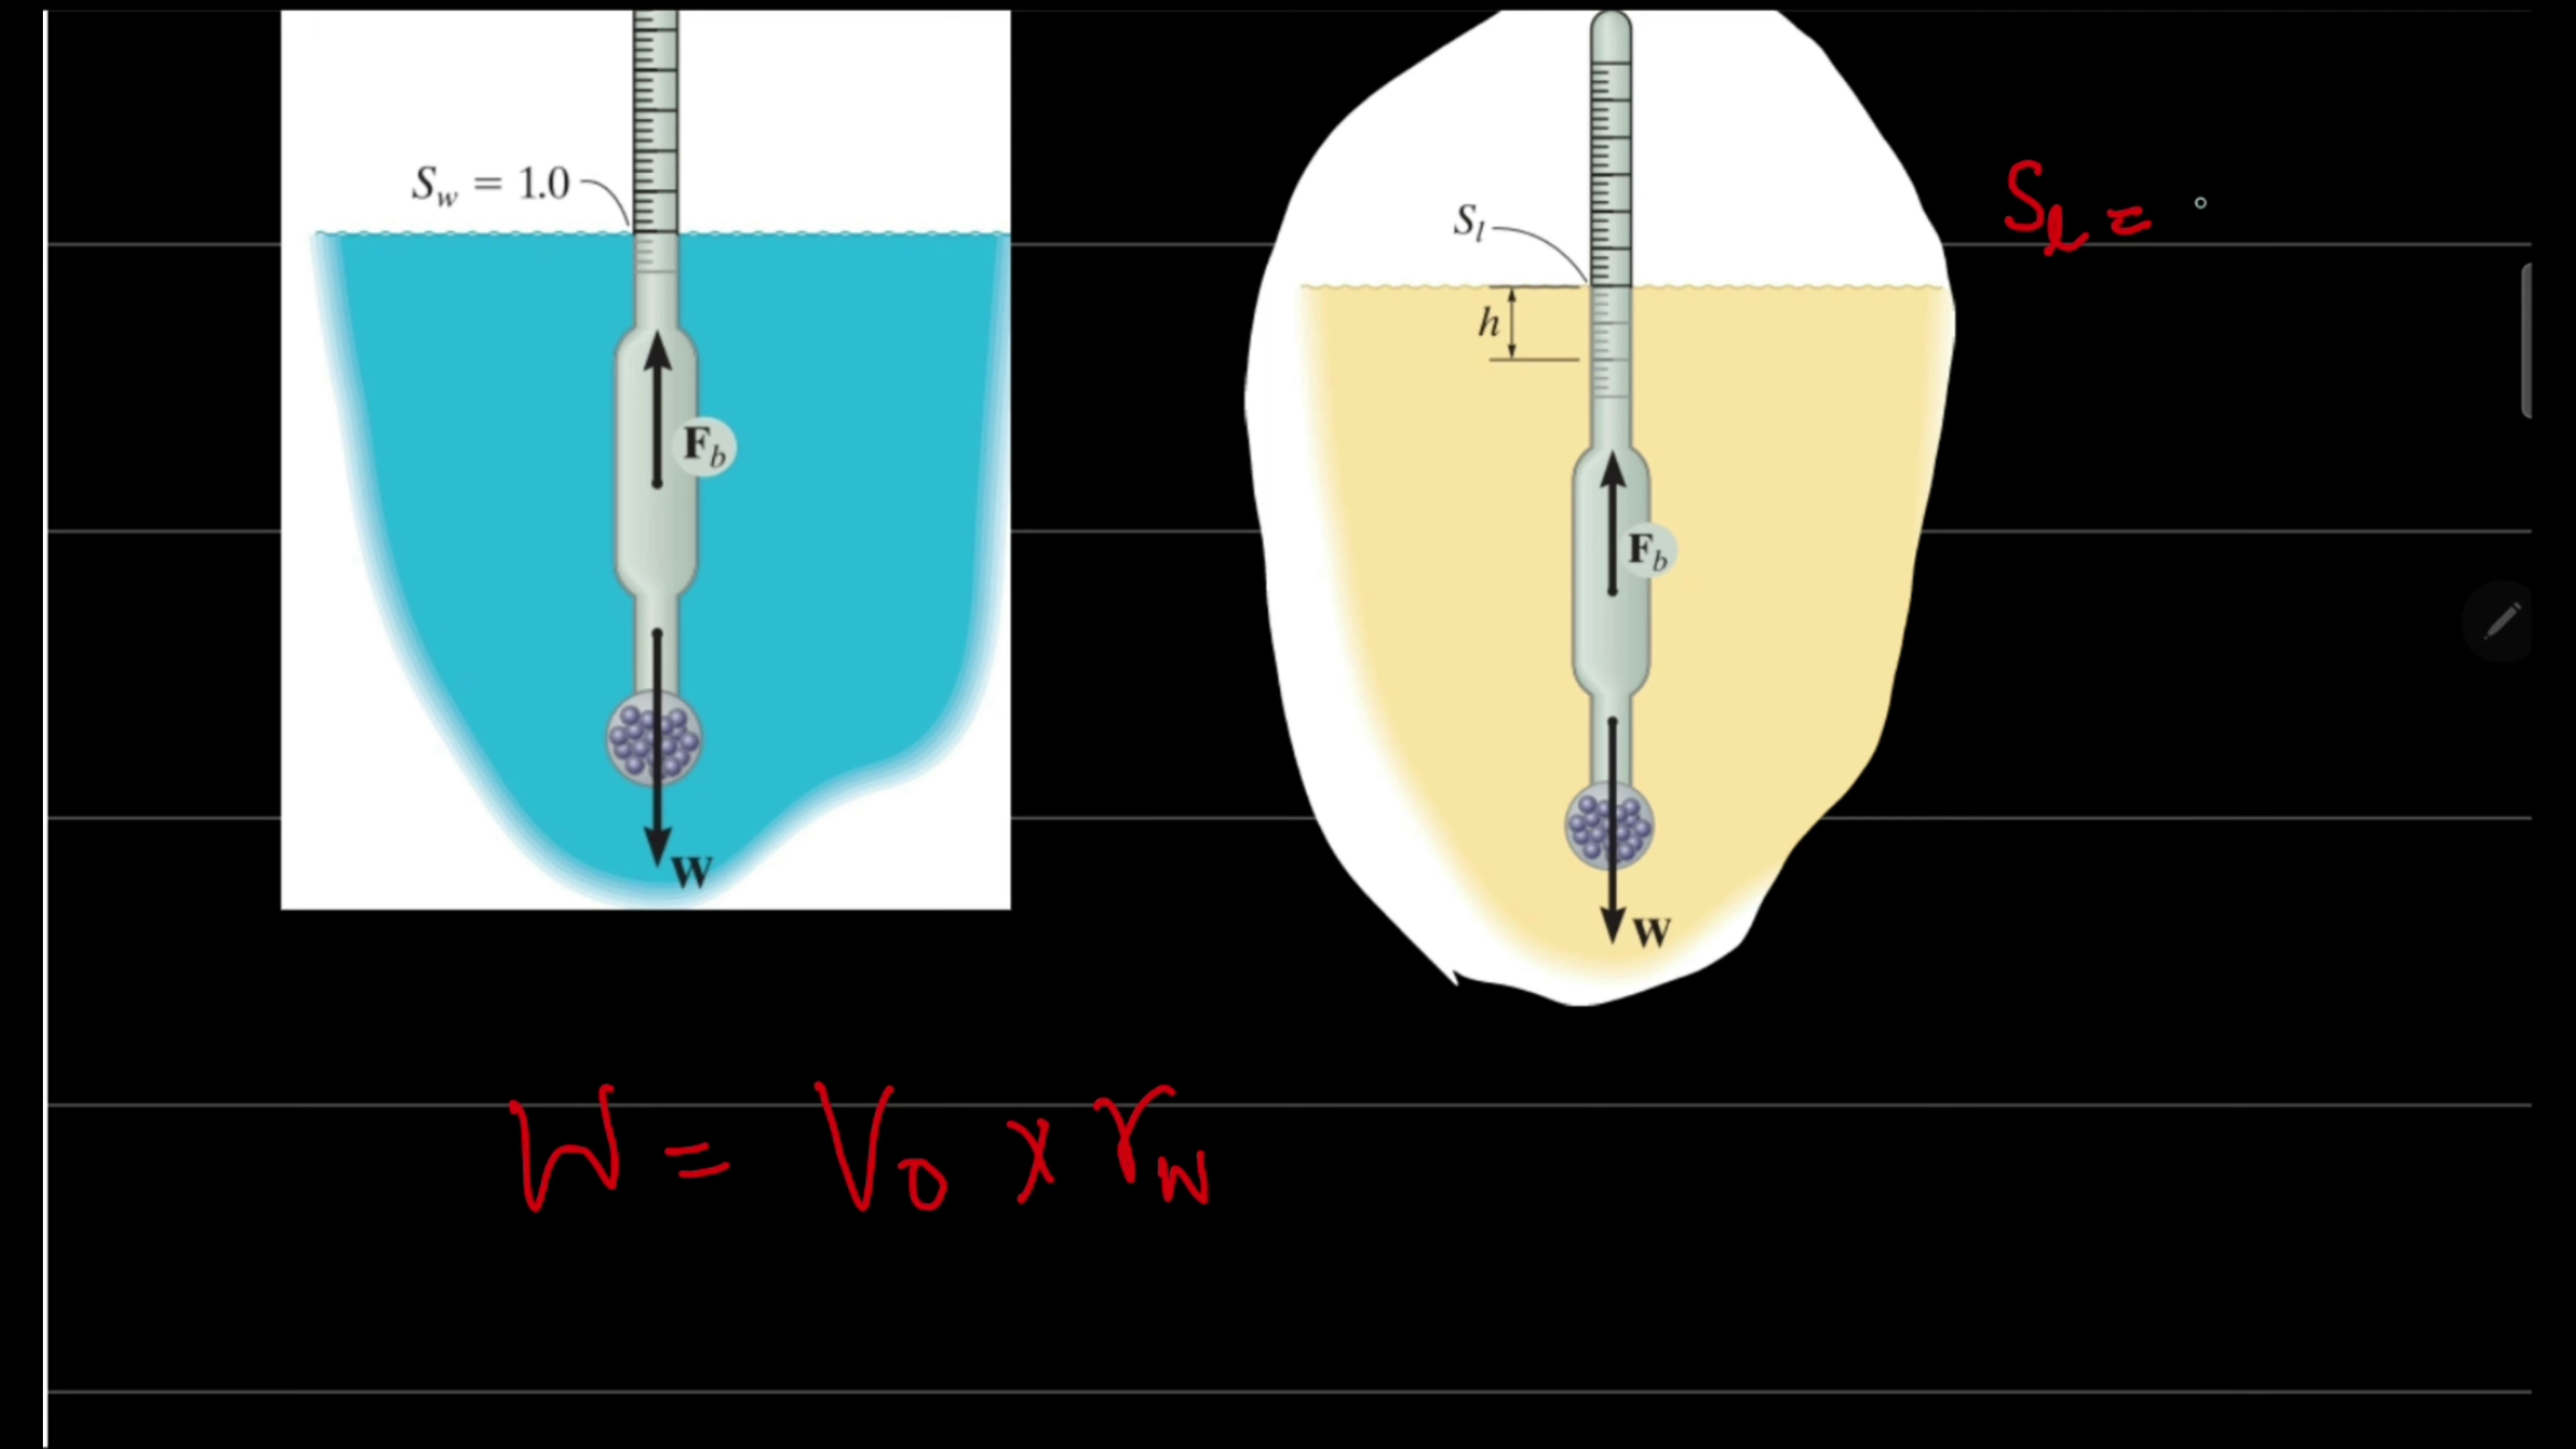 S_w = 1.0
F_b
W
S_l
h
F_b
W
S_l =
W = V_0 x γ_w